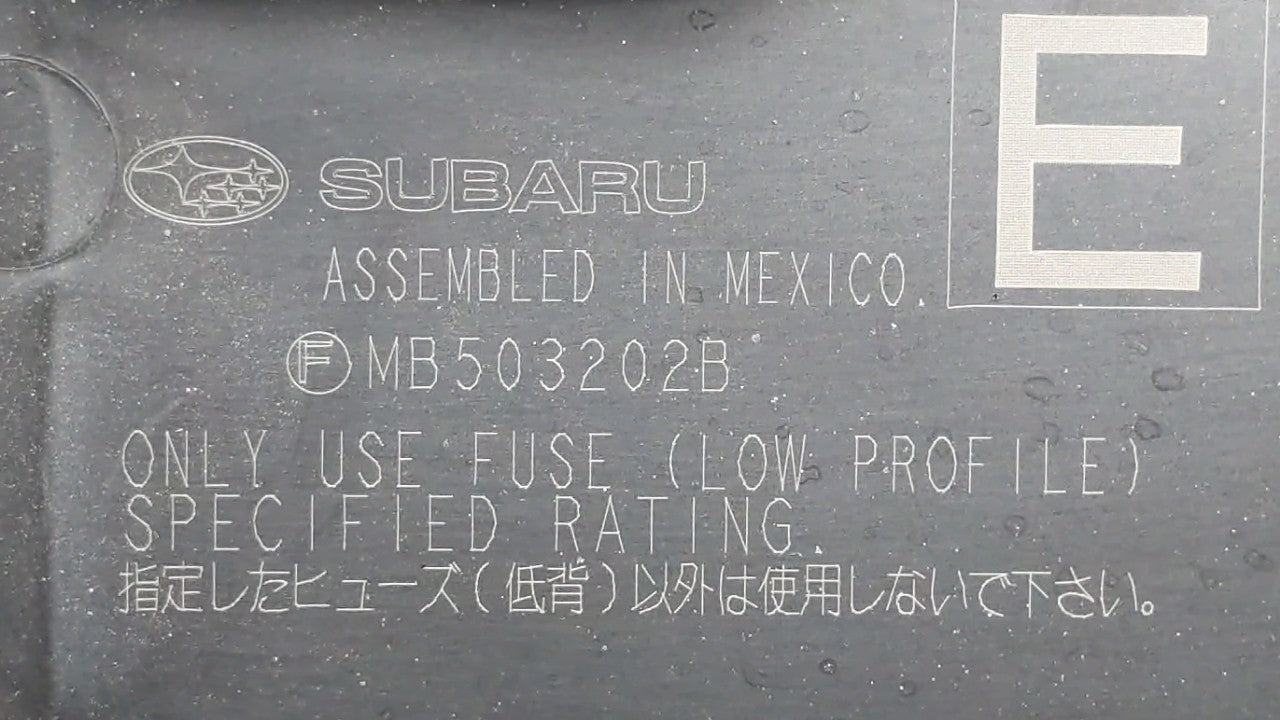 E
SUBARU
ASSEMBLED IN MEXICO.
Ⓕ MB503202B
ONLY USE FUSE (LOW PROFILE)
SPECIFIED RATING.
指定したヒューズ(低背)以外は使用しないで下さい。